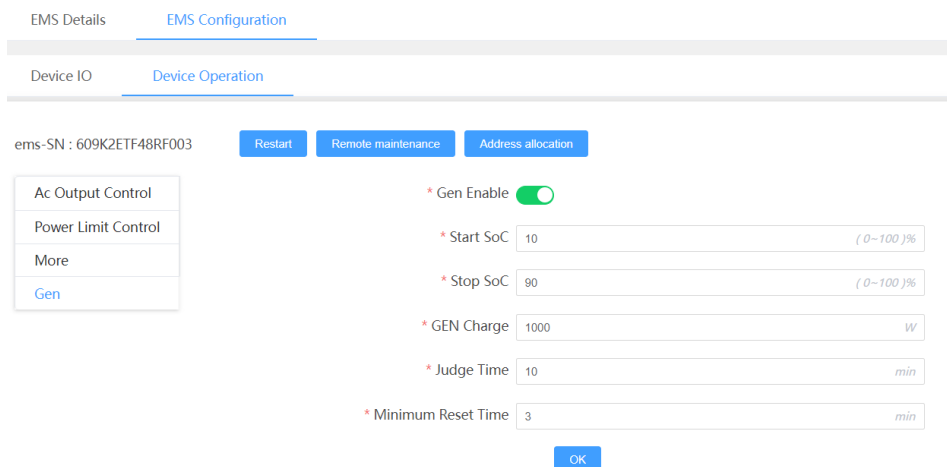 EMS Details EMS Configuration
Device IO Device Operation
ems-SN : 609K2ETF48RF003 Restart Remote maintenance Address allocation
Ac Output Control
Power Limit Control
More
Gen
* Gen Enable
* Start SoC 10 ( 0~100 )%
* Stop SoC 90 ( 0~100 )%
* GEN Charge 1000 W
* Judge Time 10 min
* Minimum Reset Time 3 min
OK